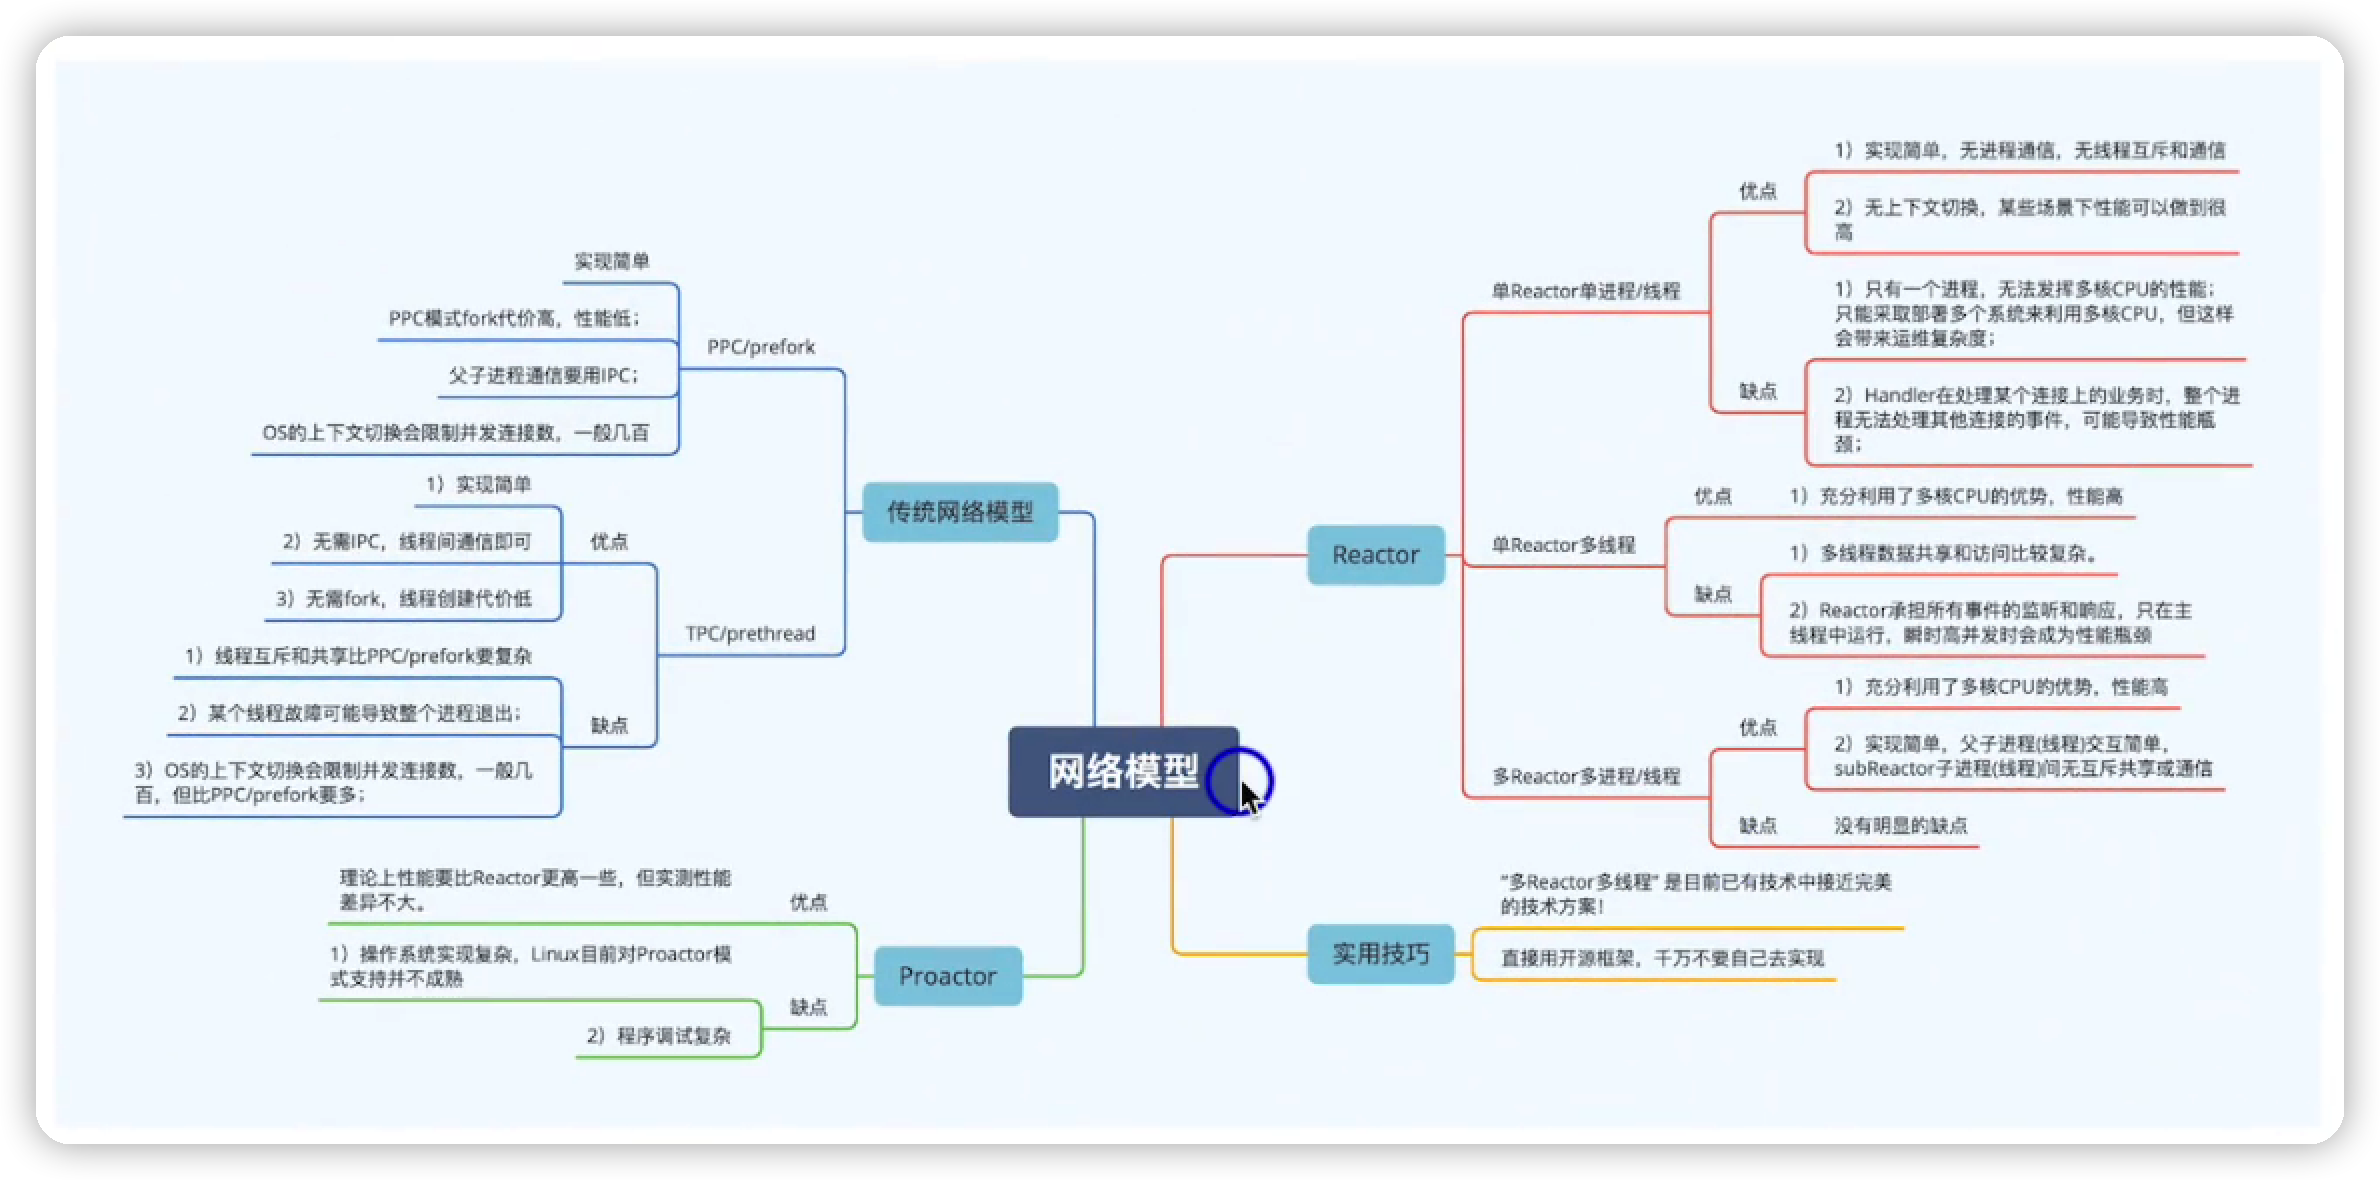 网络模型
传统网络模型
PPC/prefork
实现简单
PPC模式fork代价高，性能低；
父子进程通信要用IPC；
OS的上下文切换会限制并发连接数，一般几百
TPC/prethread
优点
1）实现简单
2）无需IPC，线程间通信即可
3）无需fork，线程创建代价低
缺点
1）线程互斥和共享比PPC/prefork要复杂
2）某个线程故障可能导致整个进程退出；
3）OS的上下文切换会限制并发连接数，一般几
百，但比PPC/prefork要多；
Proactor
优点
理论上性能要比Reactor更高一些，但实测性能
差异不大。
缺点
1）操作系统实现复杂，Linux目前对Proactor模
式支持并不成熟
2）程序调试复杂
Reactor
单Reactor单进程/线程
优点
1）实现简单，无进程通信，无线程互斥和通信
2）无上下文切换，某些场景下性能可以做到很
高
缺点
1）只有一个进程，无法发挥多核CPU的性能；
只能采取部署多个系统来利用多核CPU，但这样
会带来运维复杂度；
2）Handler在处理某个连接上的业务时，整个进
程无法处理其他连接的事件，可能导致性能瓶
颈；
单Reactor多线程
优点
1）充分利用了多核CPU的优势，性能高
缺点
1）多线程数据共享和访问比较复杂。
2）Reactor承担所有事件的监听和响应，只在主
线程中运行，瞬时高并发时会成为性能瓶颈
多Reactor多进程/线程
优点
1）充分利用了多核CPU的优势，性能高
2）实现简单，父子进程(线程)交互简单，
subReactor子进程(线程)间无互斥共享或通信
缺点
没有明显的缺点
实用技巧
“多Reactor多线程” 是目前已有技术中接近完美
的技术方案！
直接用开源框架，千万不要自己去实现